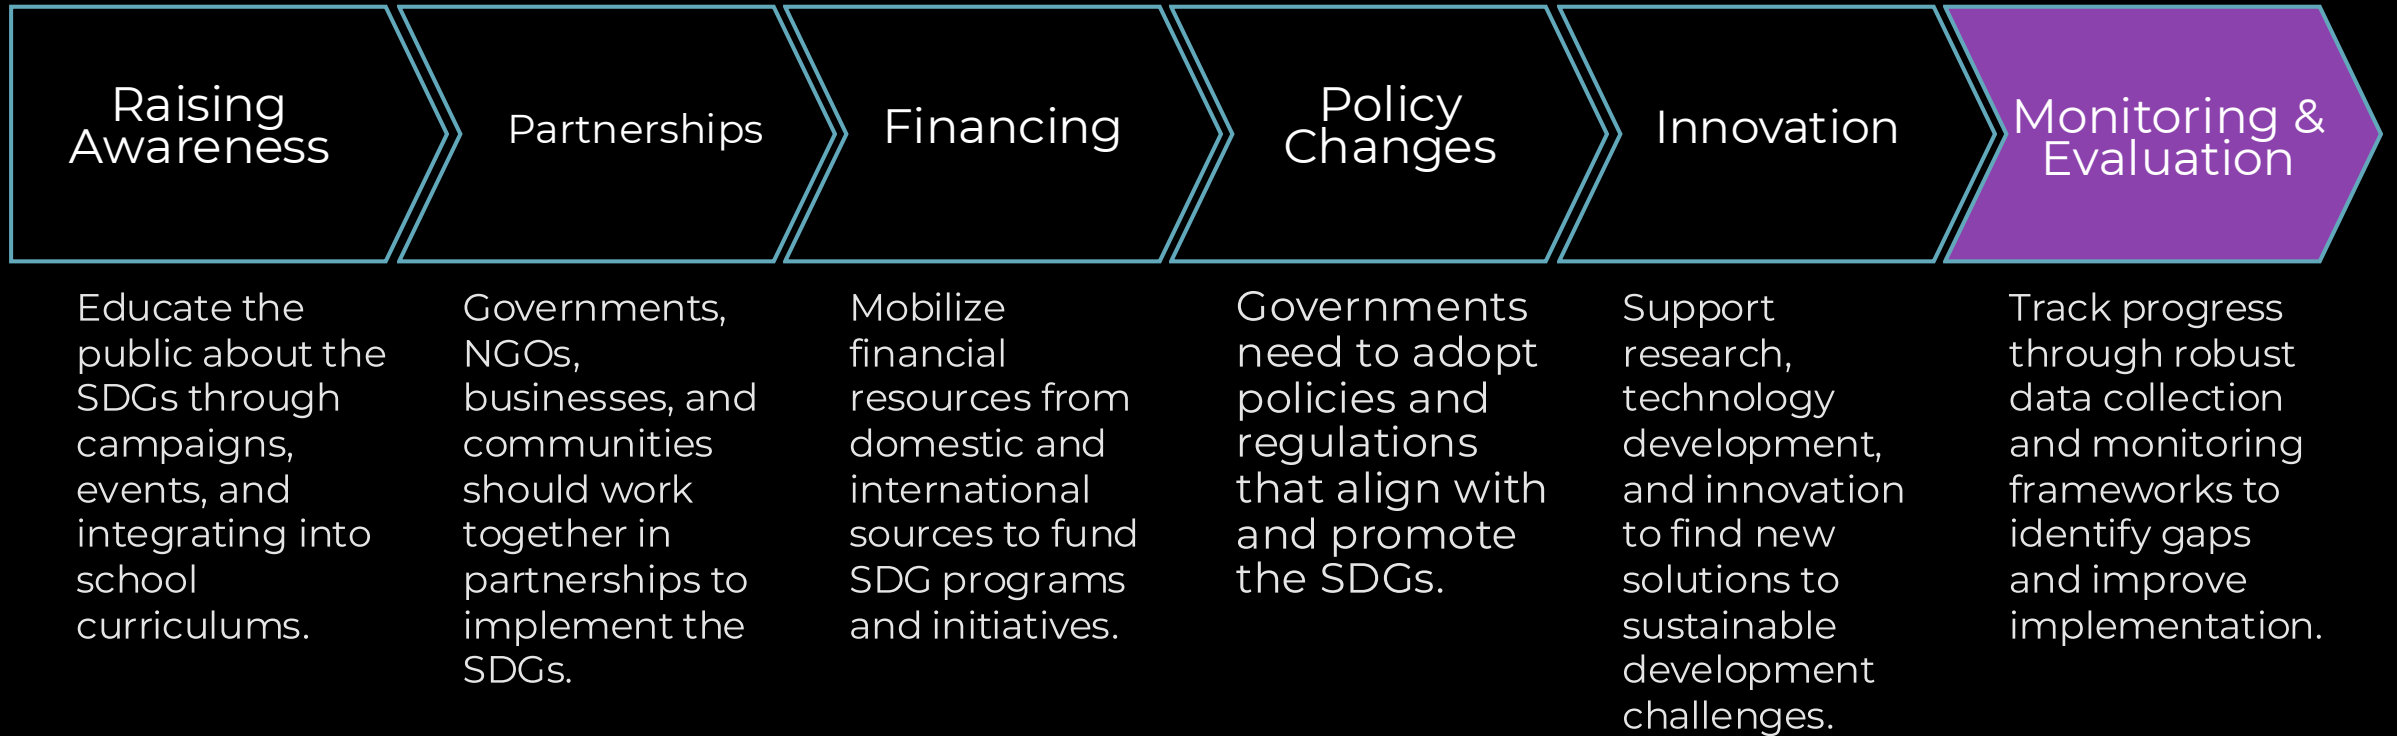 Raising
Awareness
Partnerships
Financing
Policy
Changes
Innovation
Monitoring &
Evaluation
Educate the
public about the
SDGs through
campaigns,
events, and
integrating into
school
curriculums.
Governments,
NGOs,
businesses, and
communities
should work
together in
partnerships to
implement the
SDGs.
Mobilize
financial
resources from
domestic and
international
sources to fund
SDG programs
and initiatives.
Governments
need to adopt
policies and
regulations
that align with
and promote
the SDGs.
Support
research,
technology
development,
and innovation
to find new
solutions to
sustainable
development
challenges.
Track progress
through robust
data collection
and monitoring
frameworks to
identify gaps
and improve
implementation.